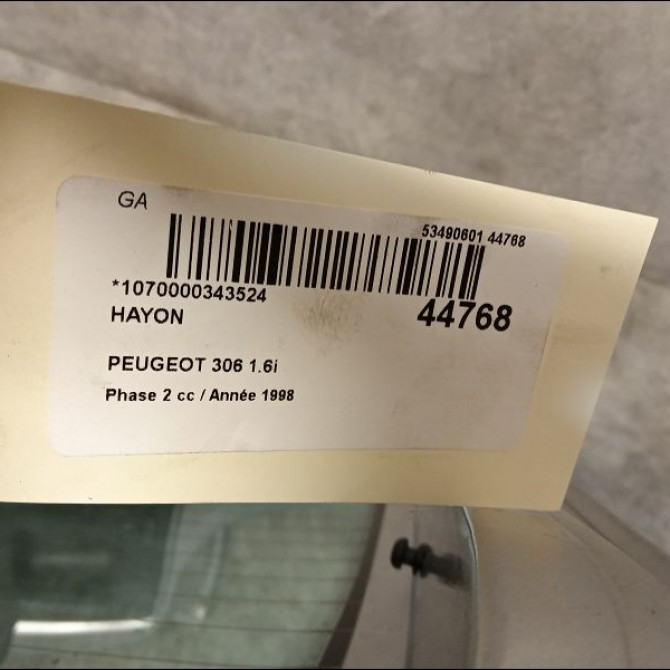 GA
53490601 44768
*1070000343524
HAYON
44768
PEUGEOT 306 1.6i
Phase 2 cc / Année 1998